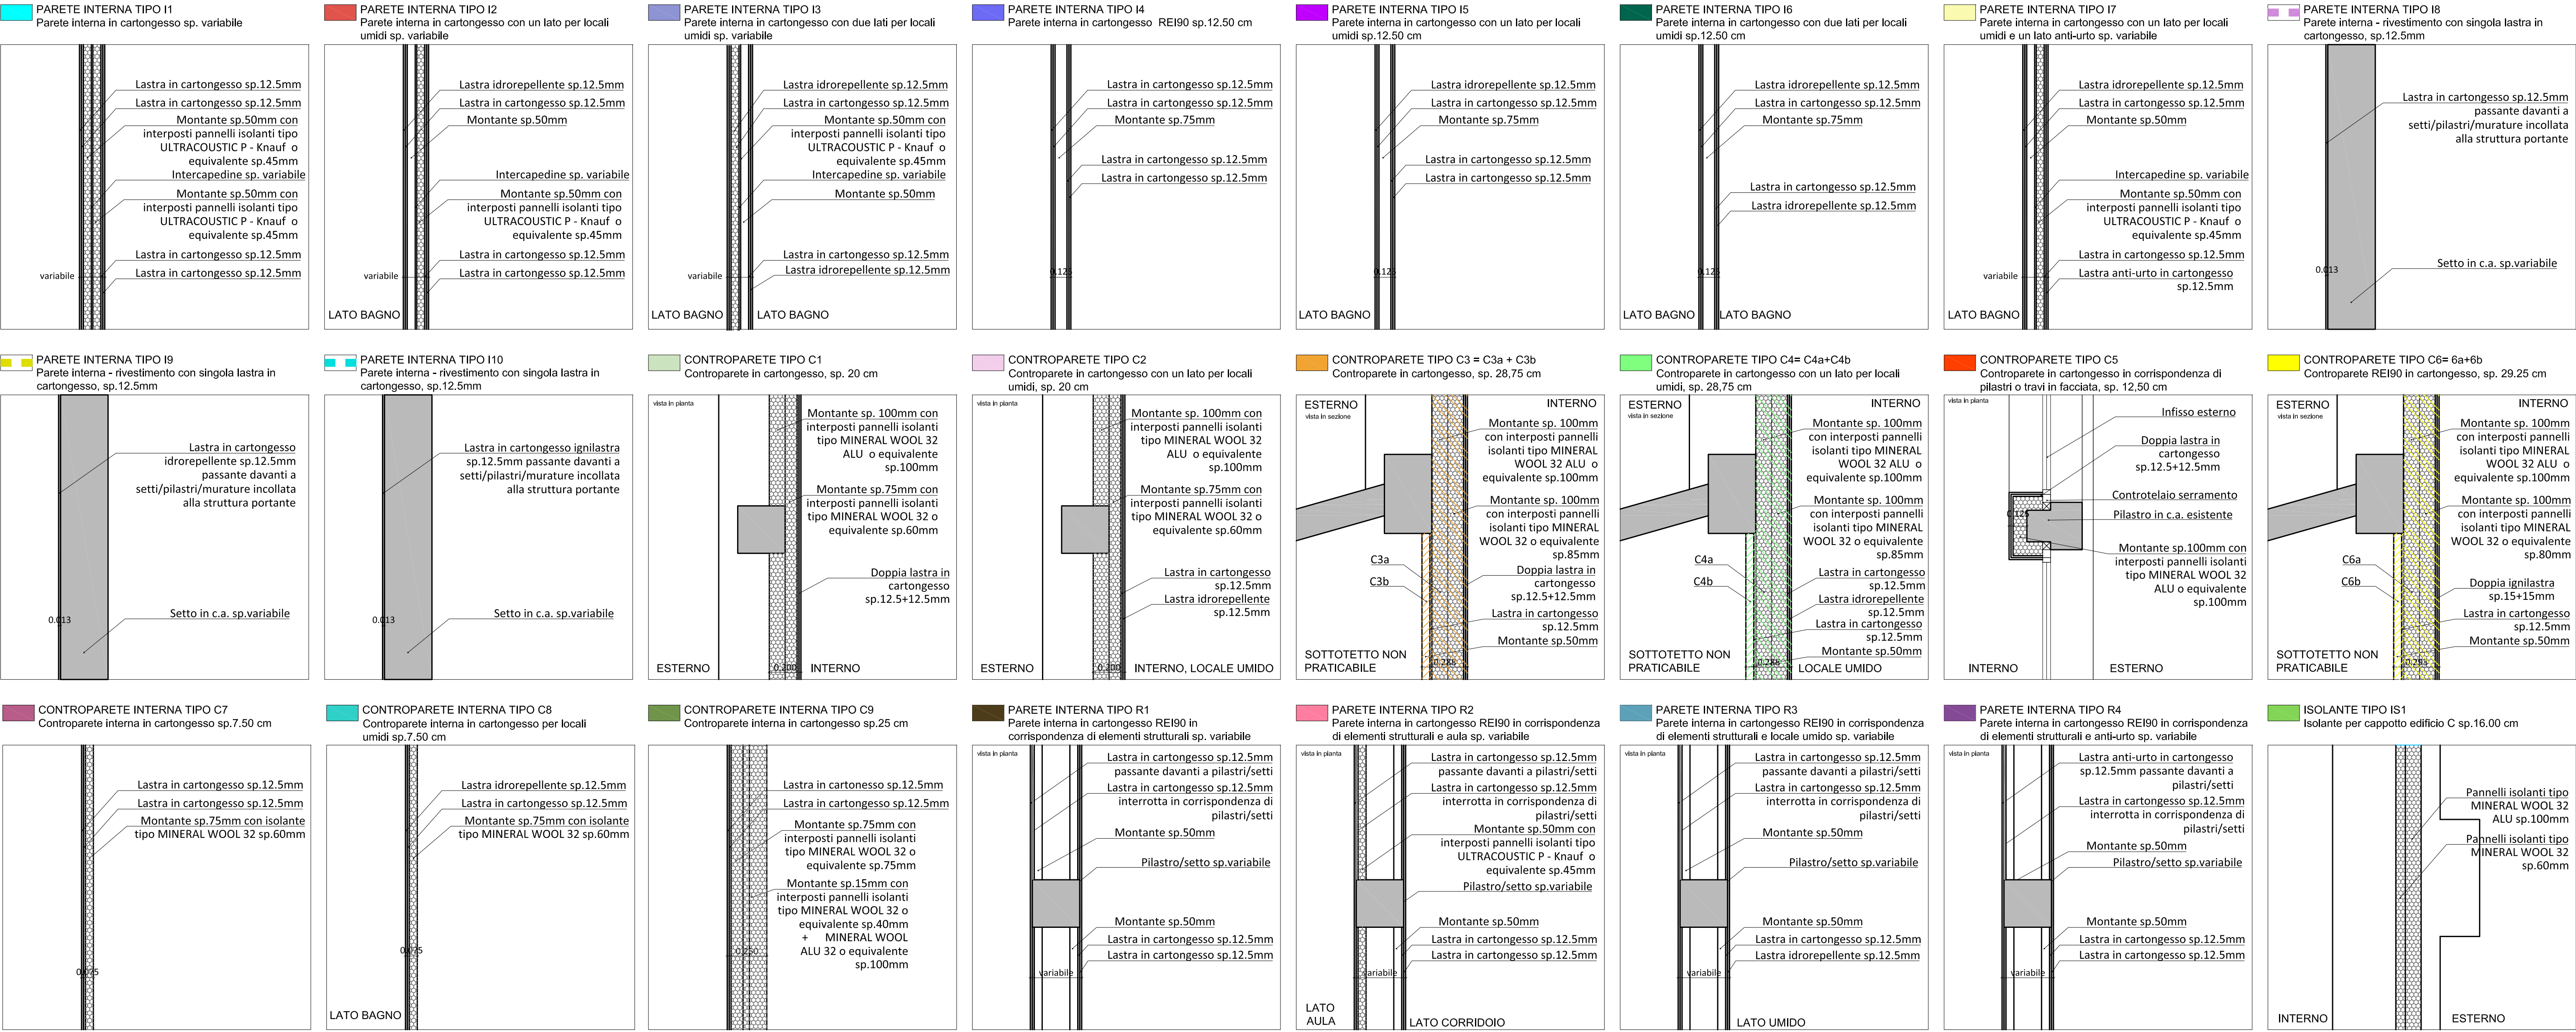 PARETE INTERNA TIPO I1
Parete interna in cartongesso sp. variabile
Lastra in cartongesso sp.12.5mm
Lastra in cartongesso sp.12.5mm
Montante sp.50mm con
interposti pannelli isolanti tipo
ULTRACOUSTIC P - Knauf o
equivalente sp.45mm
Intercapedine sp. variabile
Montante sp.50mm con
interposti pannelli isolanti tipo
ULTRACOUSTIC P - Knauf o
equivalente sp.45mm
Lastra in cartongesso sp.12.5mm
variabile
Lastra in cartongesso sp.12.5mm
PARETE INTERNA TIPO I2
Parete interna in cartongesso con un lato per locali
umidi sp. variabile
Lastra idrorepellente sp.12.5mm
Lastra in cartongesso sp.12.5mm
Montante sp.50mm
Intercapedine sp. variabile
Montante sp.50mm con
interposti pannelli isolanti tipo
ULTRACOUSTIC P - Knauf o
equivalente sp.45mm
Lastra in cartongesso sp.12.5mm
variabile
Lastra in cartongesso sp.12.5mm
LATO BAGNO
PARETE INTERNA TIPO I3
Parete interna in cartongesso con due lati per locali
umidi sp. variabile
Lastra idrorepellente sp.12.5mm
Lastra in cartongesso sp.12.5mm
Montante sp.50mm con
interposti pannelli isolanti tipo
ULTRACOUSTIC P - Knauf o
equivalente sp.45mm
Intercapedine sp. variabile
Montante sp.50mm
Lastra in cartongesso sp.12.5mm
variabile
Lastra idrorepellente sp.12.5mm
LATO BAGNO
LATO BAGNO
PARETE INTERNA TIPO I4
Parete interna in cartongesso REI90 sp.12.50 cm
Lastra in cartongesso sp.12.5mm
Lastra in cartongesso sp.12.5mm
Montante sp.75mm
Lastra in cartongesso sp.12.5mm
Lastra in cartongesso sp.12.5mm
0.125
PARETE INTERNA TIPO I5
Parete interna in cartongesso con un lato per locali
umidi sp.12.50 cm
Lastra idrorepellente sp.12.5mm
Lastra in cartongesso sp.12.5mm
Montante sp.75mm
Lastra in cartongesso sp.12.5mm
Lastra in cartongesso sp.12.5mm
0.125
LATO BAGNO
PARETE INTERNA TIPO I6
Parete interna in cartongesso con due lati per locali
umidi sp.12.50 cm
Lastra idrorepellente sp.12.5mm
Lastra in cartongesso sp.12.5mm
Montante sp.75mm
Lastra in cartongesso sp.12.5mm
Lastra idrorepellente sp.12.5mm
0.125
LATO BAGNO
LATO BAGNO
PARETE INTERNA TIPO I7
Parete interna in cartongesso con un lato per locali
umidi e un lato anti-urto sp. variabile
Lastra idrorepellente sp.12.5mm
Lastra in cartongesso sp.12.5mm
Montante sp.50mm
Intercapedine sp. variabile
Montante sp.50mm con
interposti pannelli isolanti tipo
ULTRACOUSTIC P - Knauf o
equivalente sp.45mm
Lastra in cartongesso sp.12.5mm
variabile
Lastra anti-urto in cartongesso
sp.12.5mm
LATO BAGNO
PARETE INTERNA TIPO I8
Parete interna - rivestimento con singola lastra in
cartongesso, sp.12.5mm
Lastra in cartongesso sp.12.5mm
passante davanti a
setti/pilastri/murature incollata
alla struttura portante
Setto in c.a. sp.variabile
0.013
PARETE INTERNA TIPO I9
Parete interna - rivestimento con singola lastra in
cartongesso, sp.12.5mm
Lastra in cartongesso
idrorepellente sp.12.5mm
passante davanti a
setti/pilastri/murature incollata
alla struttura portante
Setto in c.a. sp.variabile
0.013
PARETE INTERNA TIPO I10
Parete interna - rivestimento con singola lastra in
cartongesso, sp.12.5mm
Lastra in cartongesso ignilastra
sp.12.5mm passante davanti a
setti/pilastri/murature incollata
alla struttura portante
Setto in c.a. sp.variabile
0.013
CONTROPARETE TIPO C1
Controparete in cartongesso, sp. 20 cm
vista in planta
Montante sp. 100mm con
interposti pannelli isolanti
tipo MINERAL WOOL 32
ALU o equivalente
sp.100mm
Montante sp.75mm con
interposti pannelli isolanti
tipo MINERAL WOOL 32 o
equivalente sp.60mm
Doppia lastra in
cartongesso
sp.12.5+12.5mm
ESTERNO
0.200
INTERNO
CONTROPARETE TIPO C2
Controparete in cartongesso con un lato per locali
umidi, sp. 20 cm
vista in planta
Montante sp. 100mm con
interposti pannelli isolanti
tipo MINERAL WOOL 32
ALU o equivalente
sp.100mm
Montante sp.75mm con
interposti pannelli isolanti
tipo MINERAL WOOL 32 o
equivalente sp.60mm
Lastra in cartongesso
sp.12.5mm
Lastra idrorepellente
sp.12.5mm
ESTERNO
0.200
INTERNO, LOCALE UMIDO
CONTROPARETE TIPO C3 = C3a + C3b
Controparete in cartongesso, sp. 28,75 cm
ESTERNO
vista in sezione
INTERNO
Montante sp. 100mm
con interposti pannelli
isolanti tipo MINERAL
WOOL 32 ALU o
equivalente sp.100mm
Montante sp. 100mm
con interposti pannelli
isolanti tipo MINERAL
WOOL 32 o equivalente
sp.85mm
C3a
C3b
Doppia lastra in
cartongesso
sp.12.5+12.5mm
Lastra in cartongesso
sp.12.5mm
Montante sp.50mm
SOTTOTETTO NON
PRATICABILE
0.288
CONTROPARETE TIPO C4= C4a+C4b
Controparete in cartongesso con un lato per locali
umidi, sp. 28,75 cm
ESTERNO
vista in sezione
INTERNO
Montante sp. 100mm
con interposti pannelli
isolanti tipo MINERAL
WOOL 32 ALU o
equivalente sp.100mm
Montante sp. 100mm
con interposti pannelli
isolanti tipo MINERAL
WOOL 32 o equivalente
sp.85mm
C4a
C4b
Lastra in cartongesso
sp.12.5mm
Lastra idrorepellente
sp.12.5mm
Lastra in cartongesso
sp.12.5mm
Montante sp.50mm
SOTTOTETTO NON
PRATICABILE
0.288
LOCALE UMIDO
CONTROPARETE TIPO C5
Controparete in cartongesso in corrispondenza di
pilastri o travi in facciata, sp. 12,50 cm
vista in planta
Infisso esterno
Doppia lastra in
cartongesso
sp.12.5+12.5mm
Controtelaio serramento
0.125
Pilastro in c.a. esistente
Montante sp.100mm con
interposti pannelli isolanti
tipo MINERAL WOOL 32
ALU o equivalente
sp.100mm
INTERNO
ESTERNO
CONTROPARETE TIPO C6= 6a+6b
Controparete REI90 in cartongesso, sp. 29.25 cm
ESTERNO
vista in sezione
INTERNO
Montante sp. 100mm
con interposti pannelli
isolanti tipo MINERAL
WOOL 32 ALU o
equivalente sp.100mm
Montante sp. 100mm
con interposti pannelli
isolanti tipo MINERAL
WOOL 32 o equivalente
sp.80mm
C6a
C6b
Doppia ignilastra
sp.15+15mm
Lastra in cartongesso
sp.12.5mm
Montante sp.50mm
SOTTOTETTO NON
PRATICABILE
0.293
CONTROPARETE INTERNA TIPO C7
Controparete interna in cartongesso sp.7.50 cm
Lastra in cartongesso sp.12.5mm
Lastra in cartongesso sp.12.5mm
Montante sp.75mm con isolante
tipo MINERAL WOOL 32 sp.60mm
0.075
CONTROPARETE INTERNA TIPO C8
Controparete interna in cartongesso per locali
umidi sp.7.50 cm
Lastra idrorepellente sp.12.5mm
Lastra in cartongesso sp.12.5mm
Montante sp.75mm con isolante
tipo MINERAL WOOL 32 sp.60mm
0.075
LATO BAGNO
CONTROPARETE INTERNA TIPO C9
Controparete interna in cartongesso sp.25 cm
Lastra in cartonesso sp.12.5mm
Lastra in cartongesso sp.12.5mm
Montante sp.75mm con
interposti pannelli isolanti
tipo MINERAL WOOL 32 o
equivalente sp.75mm
Montante sp.15mm con
interposti pannelli isolanti
tipo MINERAL WOOL 32 o
equivalente sp.40mm
+ MINERAL WOOL
ALU 32 o equivalente
sp.100mm
0.250
PARETE INTERNA TIPO R1
Parete interna in cartongesso REI90 in
corrispondenza di elementi strutturali sp. variabile
vista in planta
Lastra in cartongesso sp.12.5mm
passante davanti a pilastri/setti
Lastra in cartongesso sp.12.5mm
interrotta in corrispondenza di
pilastri/setti
Montante sp.50mm
Pilastro/setto sp.variabile
Montante sp.50mm
Lastra in cartongesso sp.12.5mm
Lastra in cartongesso sp.12.5mm
variabile
PARETE INTERNA TIPO R2
Parete interna in cartongesso REI90 in corrispondenza
di elementi strutturali e aula sp. variabile
vista in planta
Lastra in cartongesso sp.12.5mm
passante davanti a pilastri/setti
Lastra in cartongesso sp.12.5mm
interrotta in corrispondenza di
pilastri/setti
Montante sp.50mm con
interposti pannelli isolanti tipo
ULTRACOUSTIC P - Knauf o
equivalente sp.45mm
Pilastro/setto sp.variabile
Montante sp.50mm
Lastra in cartongesso sp.12.5mm
Lastra in cartongesso sp.12.5mm
variabile
LATO
AULA
LATO CORRIDOIO
PARETE INTERNA TIPO R3
Parete interna in cartongesso REI90 in corrispondenza
di elementi strutturali e locale umido sp. variabile
vista in planta
Lastra in cartongesso sp.12.5mm
passante davanti a pilastri/setti
Lastra in cartongesso sp.12.5mm
interrotta in corrispondenza di
pilastri/setti
Montante sp.50mm
Pilastro/setto sp.variabile
Montante sp.50mm
Lastra in cartongesso sp.12.5mm
Lastra idrorepellente sp.12.5mm
variabile
LATO UMIDO
PARETE INTERNA TIPO R4
Parete interna in cartongesso REI90 in corrispondenza
di elementi strutturali e anti-urto sp. variabile
vista in planta
Lastra anti-urto in cartongesso
sp.12.5mm passante davanti a
pilastri/setti
Lastra in cartongesso sp.12.5mm
interrotta in corrispondenza di
pilastri/setti
Montante sp.50mm
Pilastro/setto sp.variabile
Montante sp.50mm
Lastra in cartongesso sp.12.5mm
Lastra in cartongesso sp.12.5mm
variabile
ISOLANTE TIPO IS1
Isolante per cappotto edificio C sp.16.00 cm
Pannelli isolanti tipo
MINERAL WOOL 32
ALU sp.100mm
Pannelli isolanti tipo
MINERAL WOOL 32
sp.60mm
INTERNO
ESTERNO